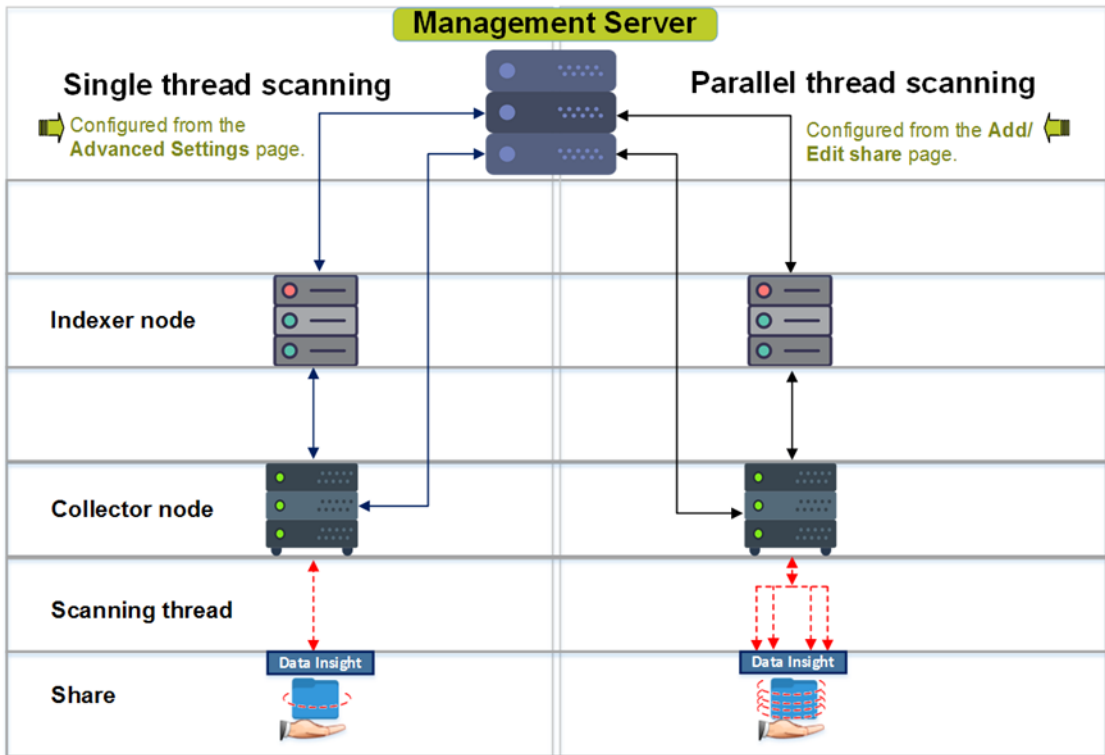 Management Server
Single thread scanning
Configured from the
Advanced Settings page.
Parallel thread scanning
Configured from the Add/
Edit share page.
Indexer node
Collector node
Scanning thread
Data Insight
Data Insight
Share